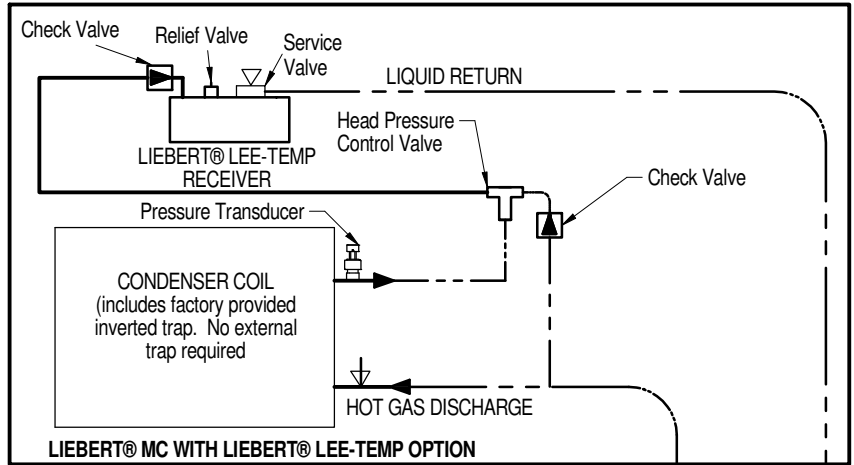 Check Valve
Relief Valve
Service
Valve
LIQUID RETURN
Head Pressure
Control Valve
LIEBERT® LEE-TEMP
RECEIVER
Check Valve
Pressure Transducer
CONDENSER COIL
(includes factory provided
inverted trap. No external
trap required
HOT GAS DISCHARGE
LIEBERT® MC WITH LIEBERT® LEE-TEMP OPTION